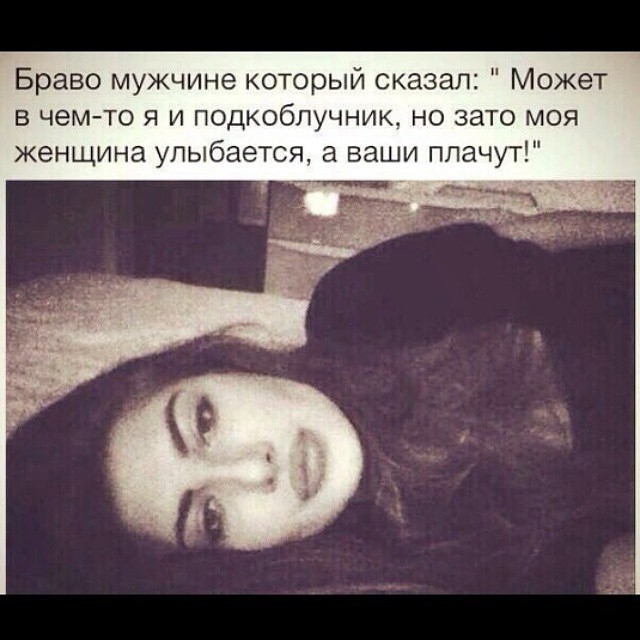 Браво мужчине который сказал: " Может
в чем-то я и подкоблучник, но зато моя
женщина улыбается, а ваши плачут!"